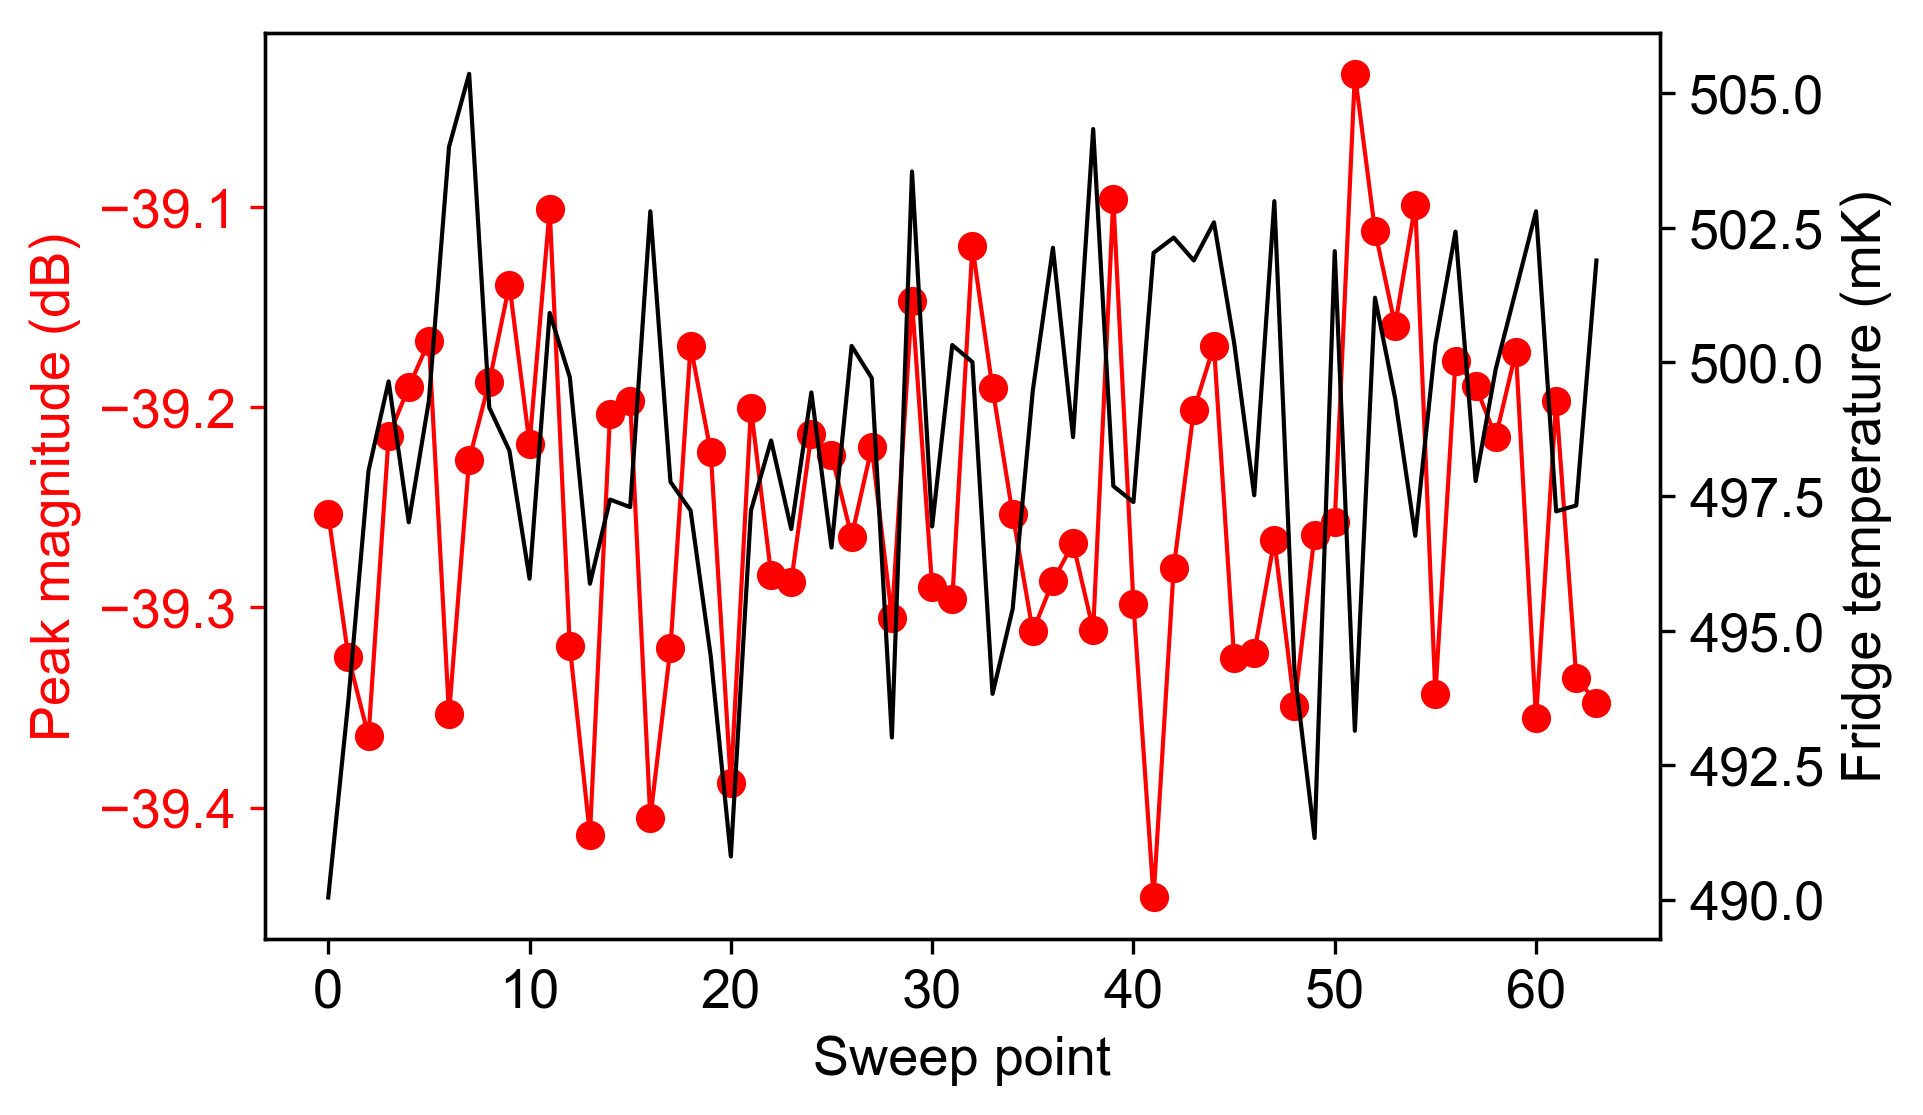 Peak magnitude (dB)
−39.1
−39.2
−39.3
−39.4
505.0
502.5
500.0
497.5
495.0
492.5
490.0
Fridge temperature (mK)
0 10 20 30 40 50 60
Sweep point